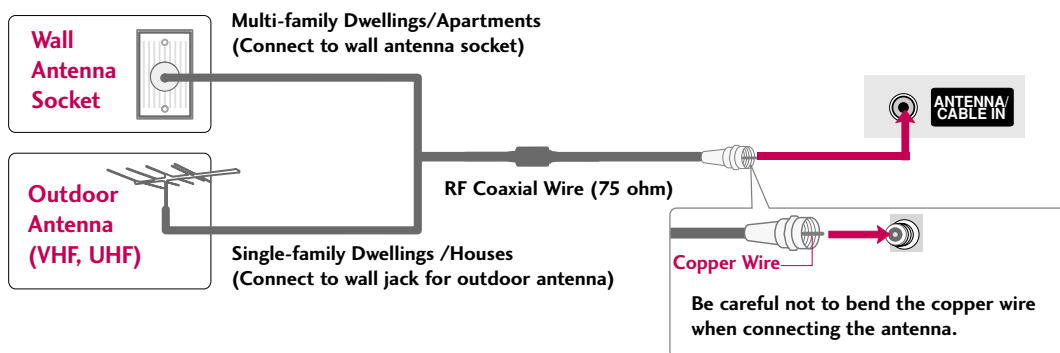 Multi-family Dwellings/Apartments
(Connect to wall antenna socket)
Wall
Antenna
Socket
ANTENNA/
CABLE IN
RF Coaxial Wire (75 ohm)
Outdoor
Antenna
(VHF, UHF)
Single-family Dwellings /Houses
(Connect to wall jack for outdoor antenna)
Copper Wire
Be careful not to bend the copper wire
when connecting the antenna.